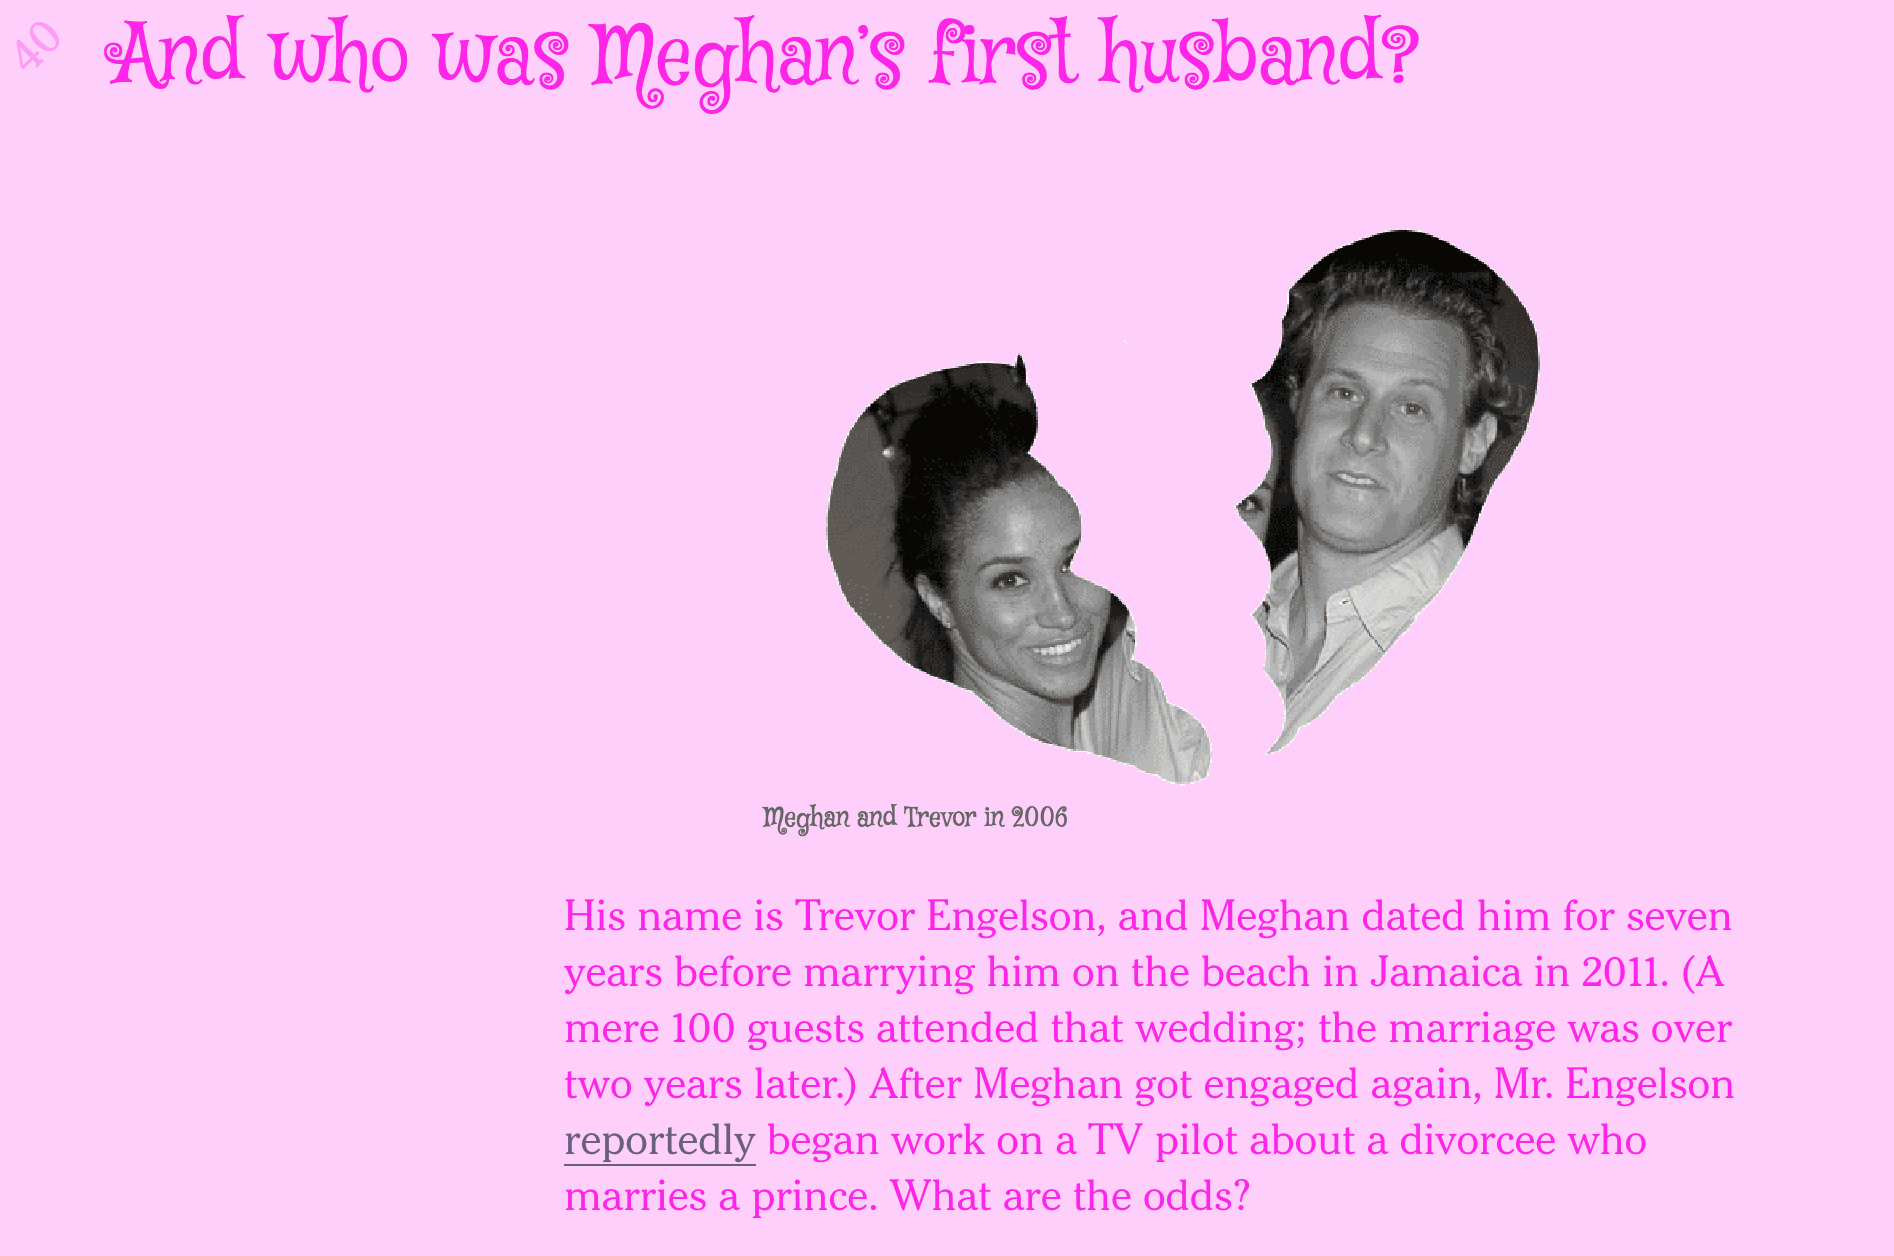 40
And who was Meghan’s first husband?
Meghan and Trevor in 2006
His name is Trevor Engelson, and Meghan dated him for seven
years before marrying him on the beach in Jamaica in 2011. (A
mere 100 guests attended that wedding; the marriage was over
two years later.) After Meghan got engaged again, Mr. Engelson
reportedly began work on a TV pilot about a divorcee who
marries a prince. What are the odds?